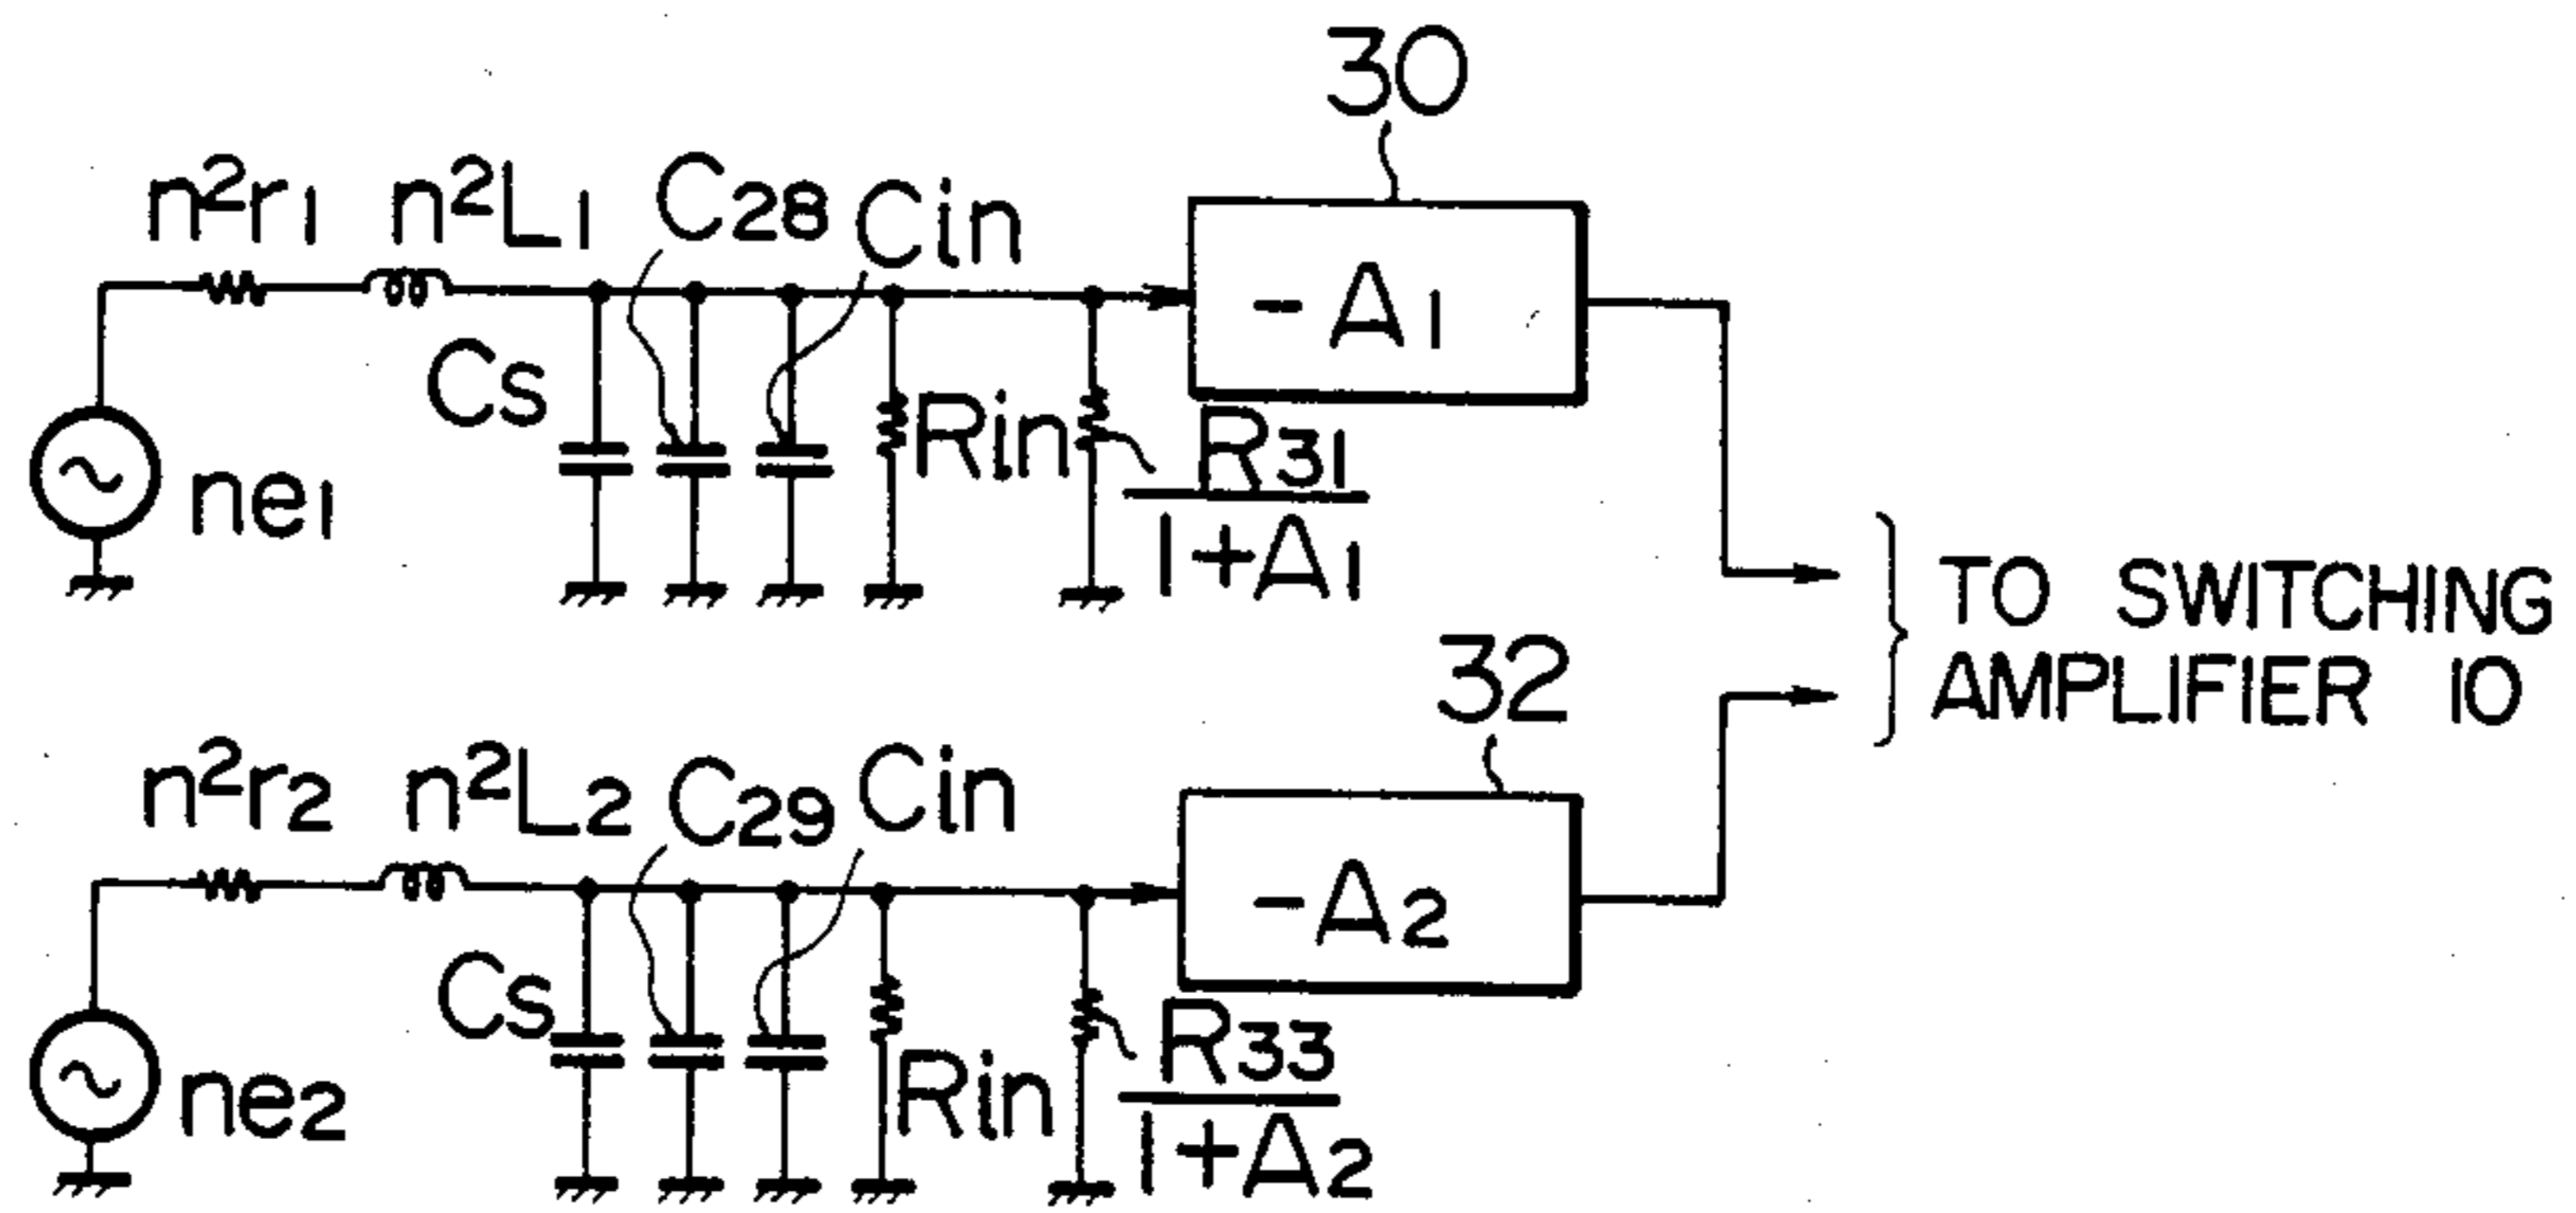 30
n²r1 n²L1 C28 Cin
-A1
Cs
ne1
Rin
R31
1+A1
TO SWITCHING
AMPLIFIER 10
32
n²r2 n²L2 C29 Cin
-A2
Cs
ne2
Rin
R33
1+A2